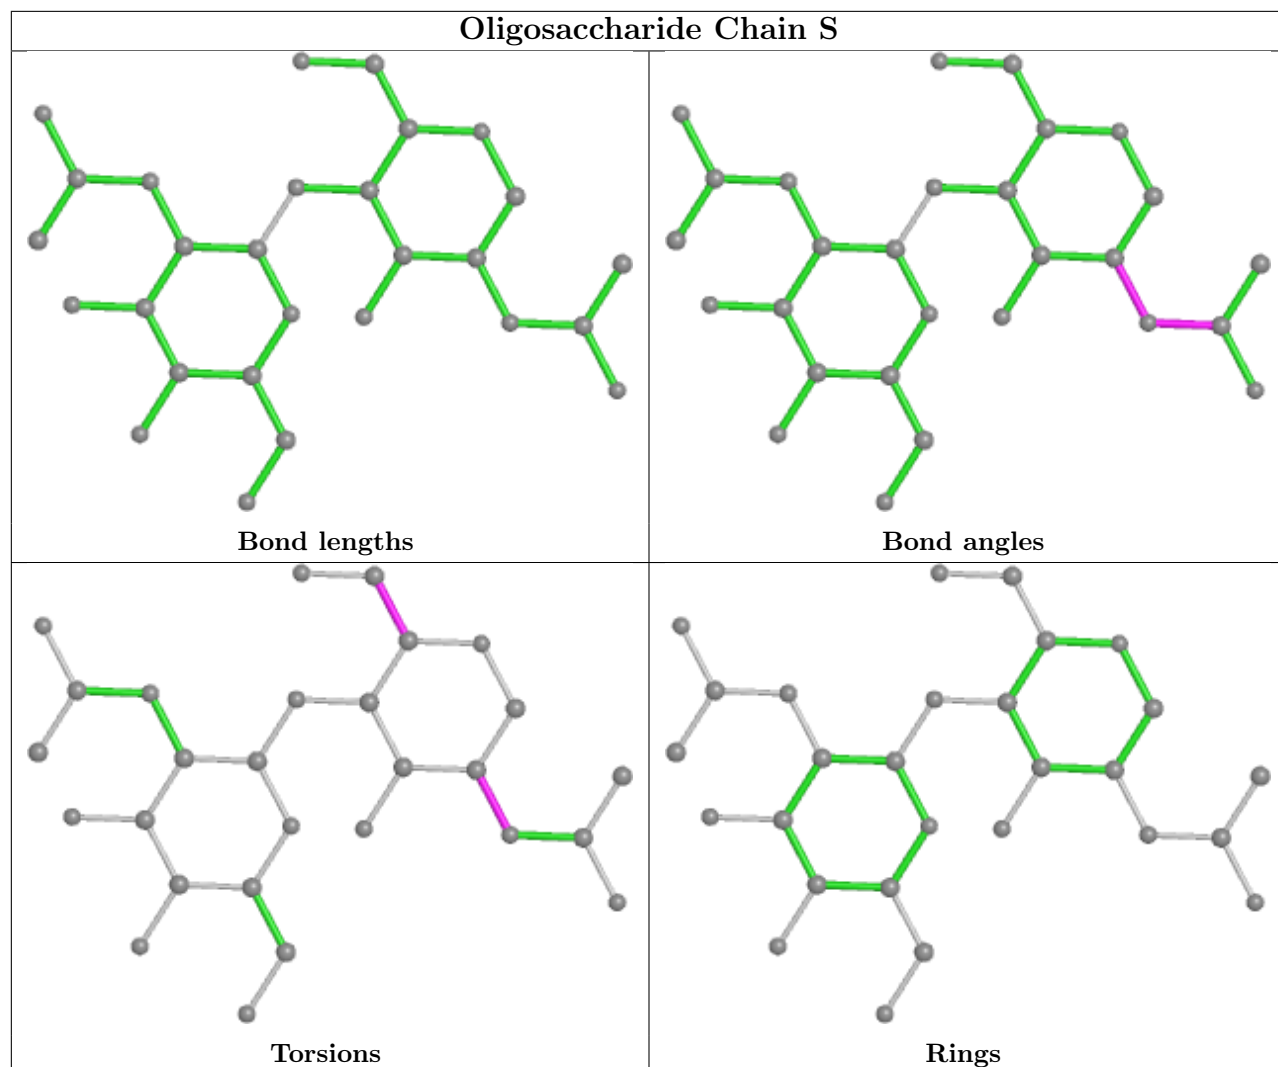 Oligosaccharide Chain S
Bond lengths
Bond angles
Torsions
Rings